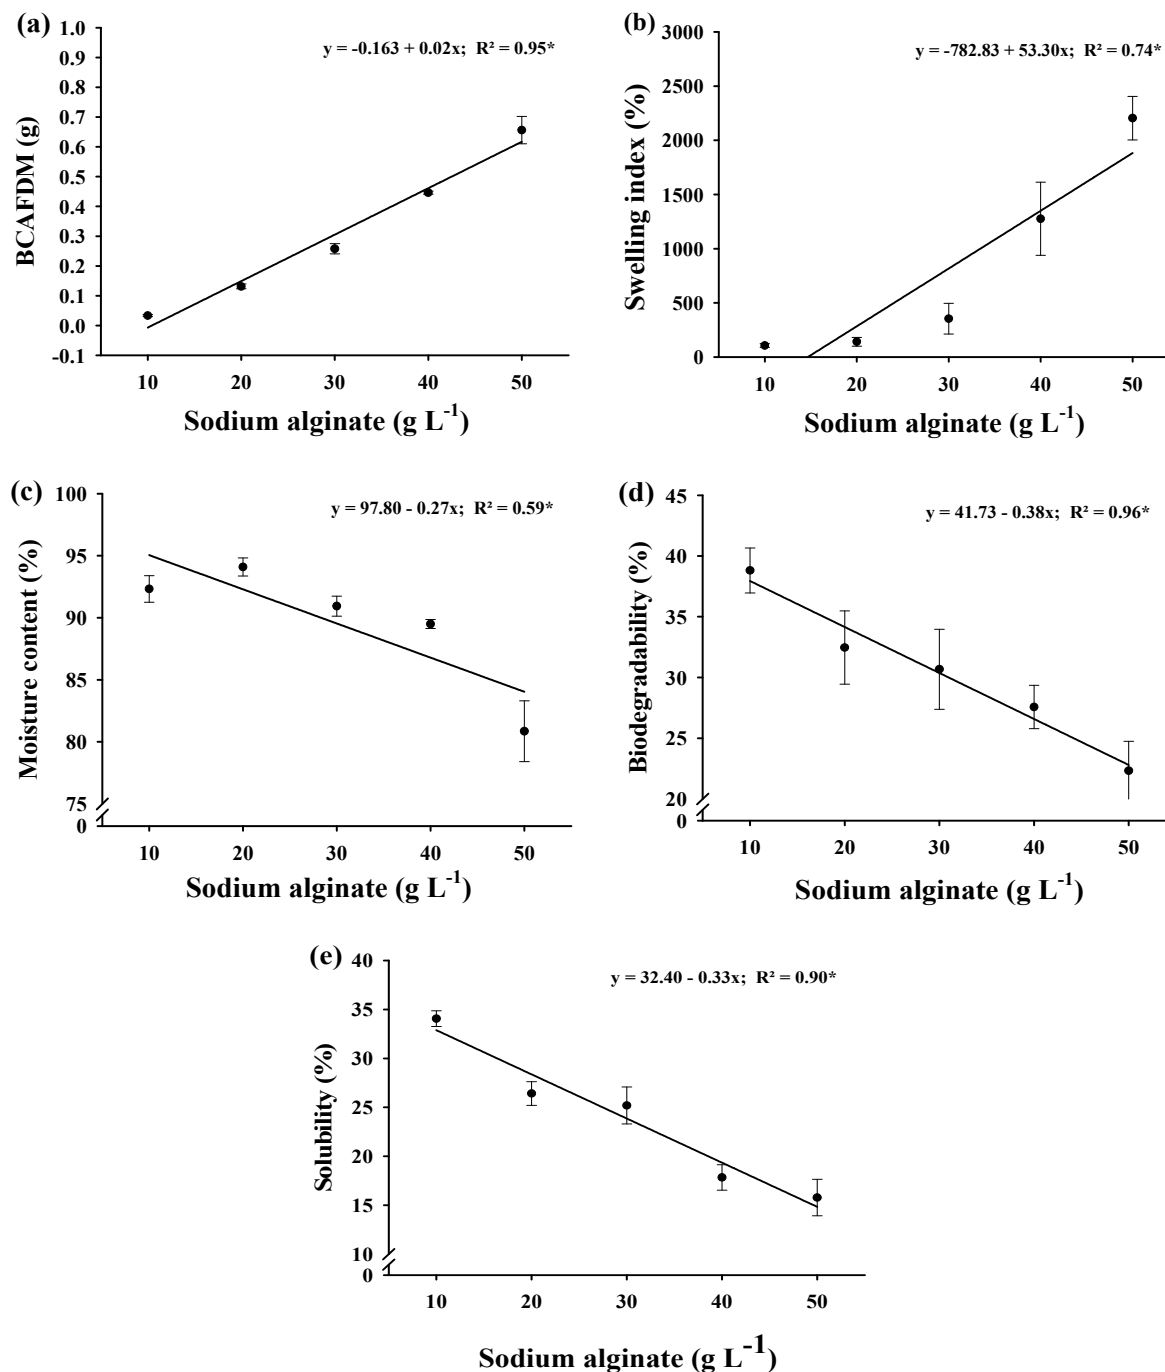 (a)
y = -0.163 + 0.02x; R² = 0.95*
BCAFDM (g)
1.0
0.9
0.8
0.7
0.6
0.5
0.4
0.3
0.2
0.1
0.0
-0.1
10 20 30 40 50
Sodium alginate (g L⁻¹)
(b)
y = -782.83 + 53.30x; R² = 0.74*
Swelling index (%)
3000
2500
2000
1500
1000
500
0
10 20 30 40 50
Sodium alginate (g L⁻¹)
(c)
y = 97.80 - 0.27x; R² = 0.59*
Moisture content (%)
100
95
90
85
80
75
0
10 20 30 40 50
Sodium alginate (g L⁻¹)
(d)
y = 41.73 - 0.38x; R² = 0.96*
Biodegradability (%)
45
40
35
30
25
20
0
10 20 30 40 50
Sodium alginate (g L⁻¹)
(e)
y = 32.40 - 0.33x; R² = 0.90*
Solubility (%)
40
35
30
25
20
15
10
0
10 20 30 40 50
Sodium alginate (g L⁻¹)